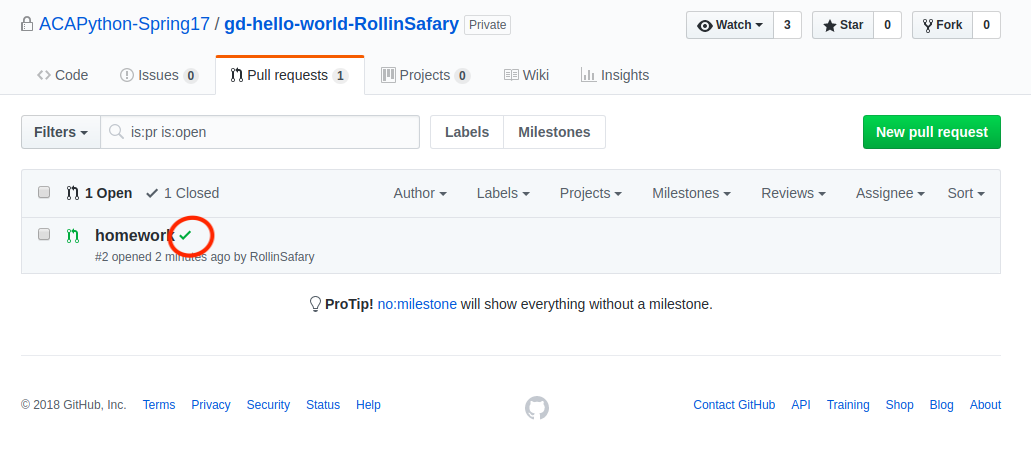 ACAPython-Spring17 / gd-hello-world-RollinSafary Private Watch 3 Star 0 Fork 0
Code Issues 0 Pull requests 1 Projects 0 Wiki Insights
Filters is:pr is:open Labels Milestones New pull request
1 Open 1 Closed Author Labels Projects Milestones Reviews Assignee Sort
homework
#2 opened 2 minutes ago by RollinSafary
ProTip! no:milestone will show everything without a milestone.
© 2018 GitHub, Inc. Terms Privacy Security Status Help Contact GitHub API Training Shop Blog About